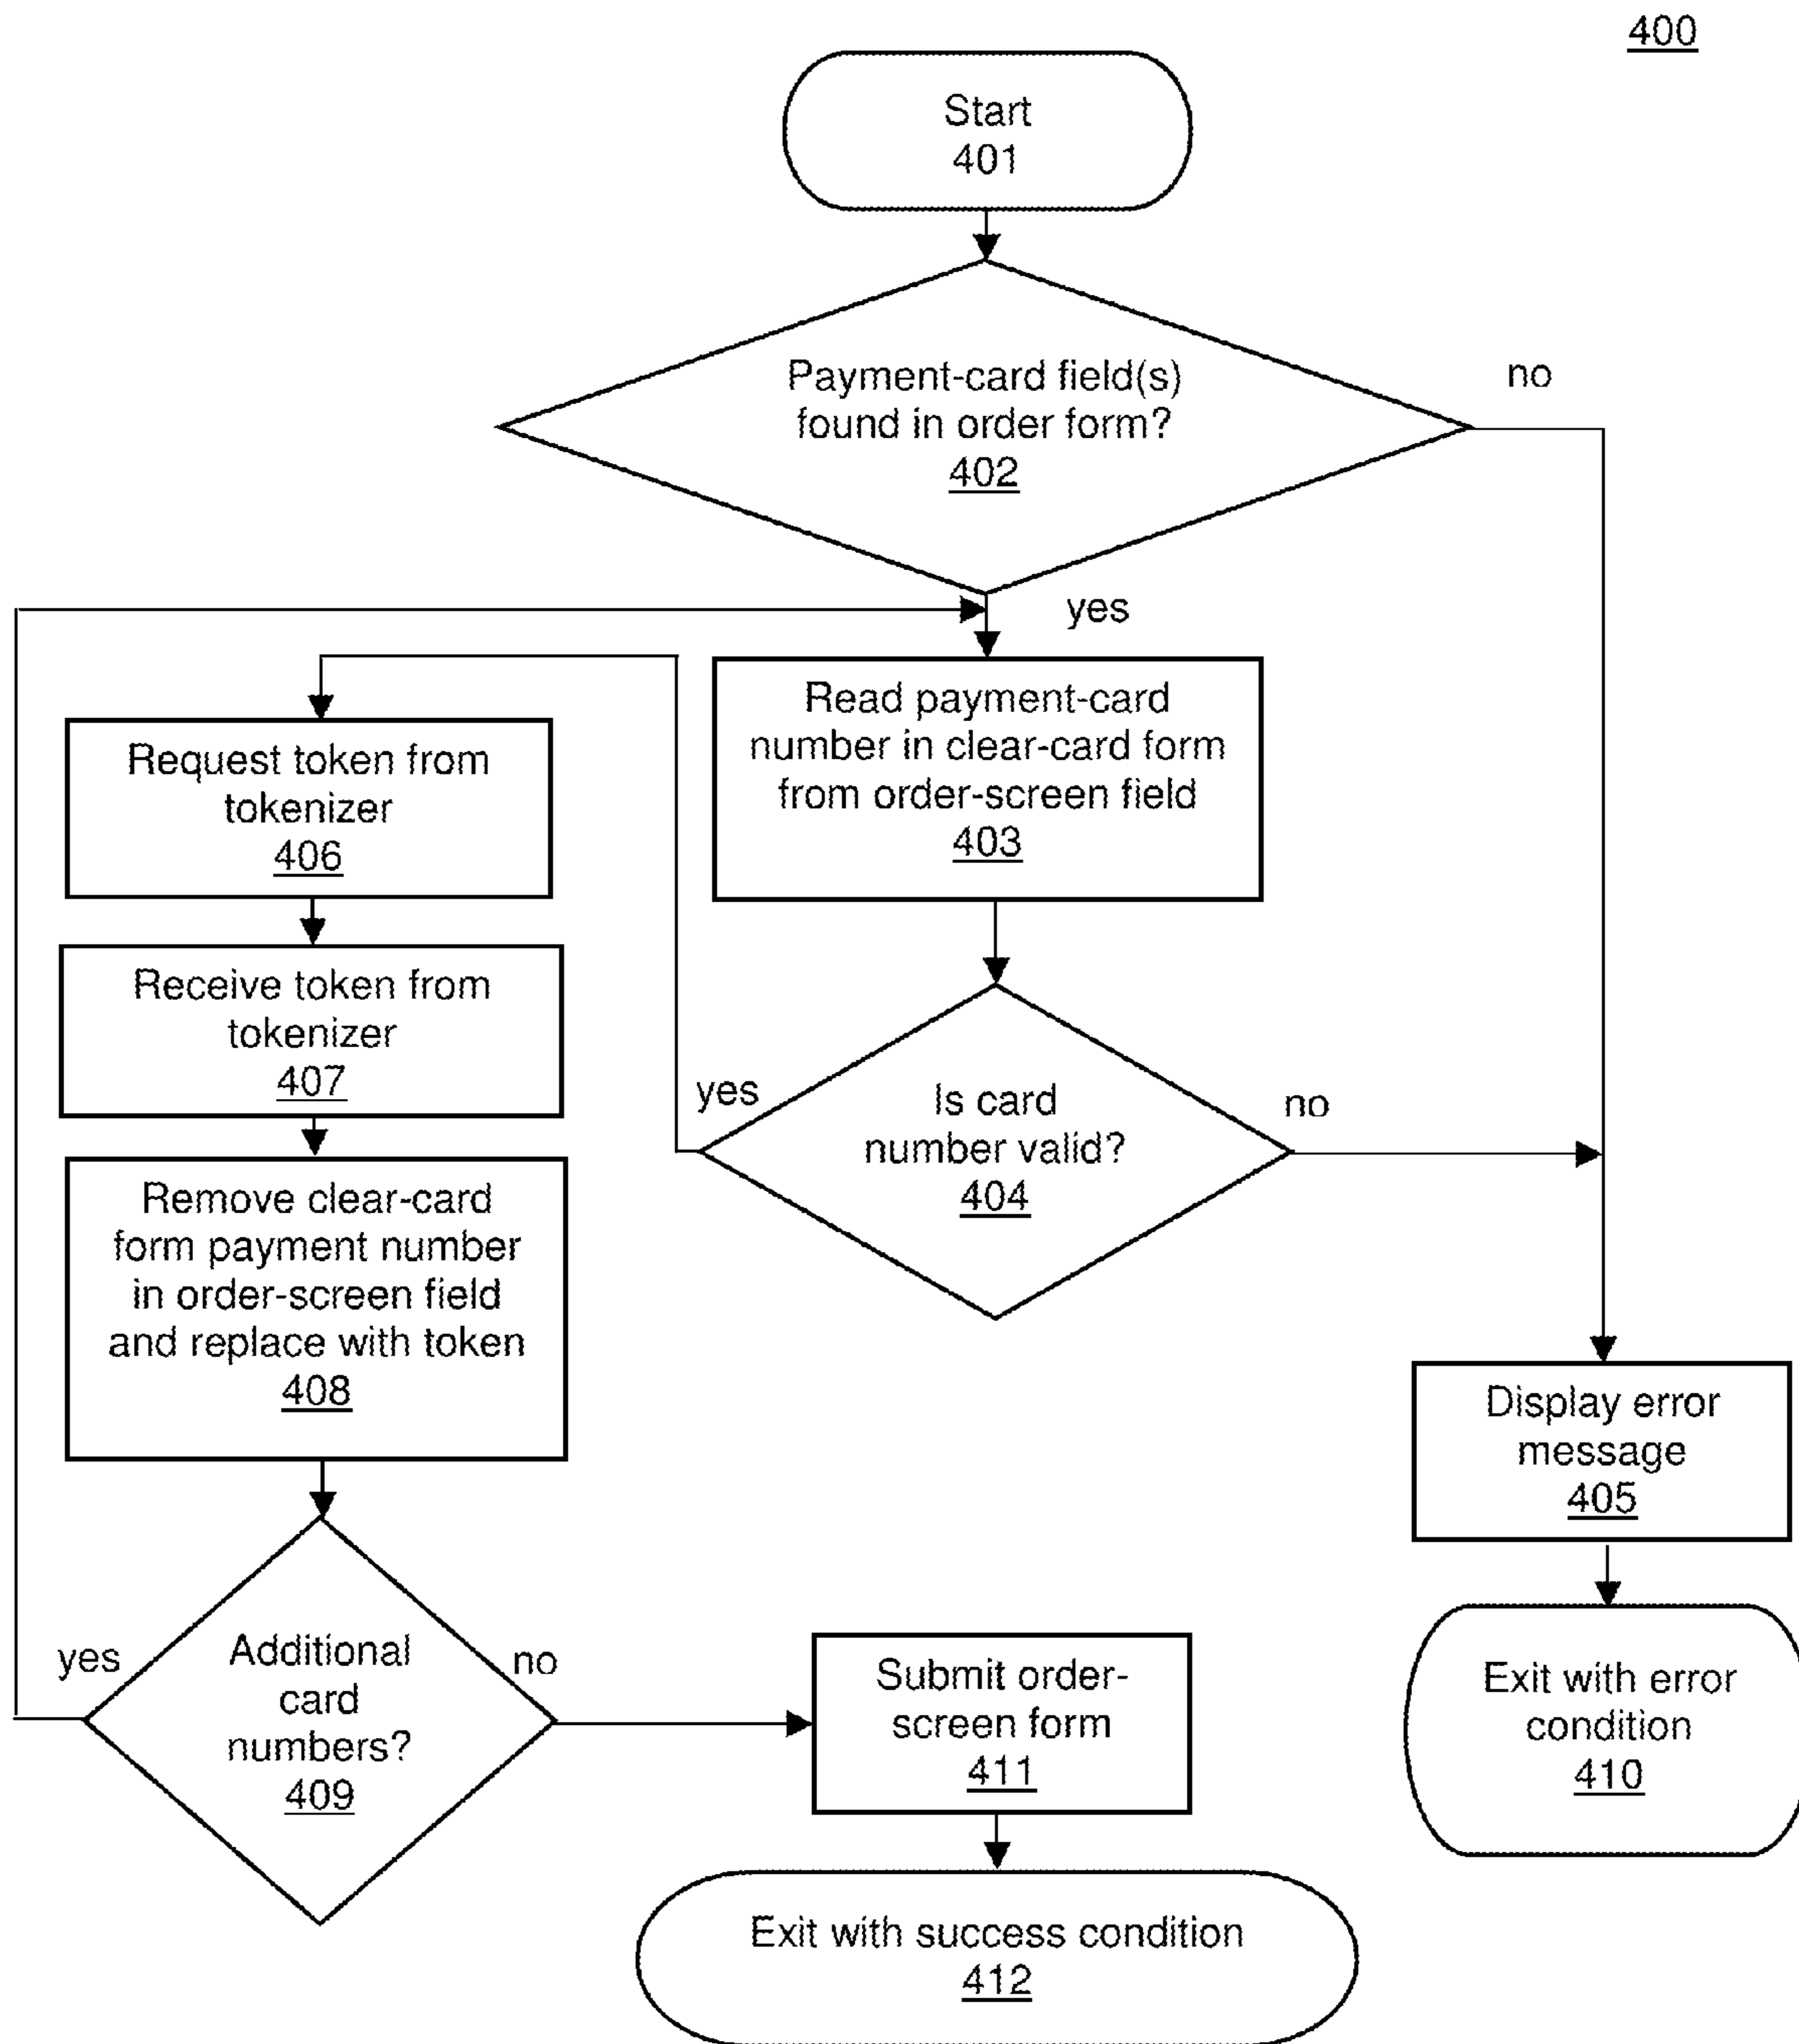 400
Start
401
Payment-card field(s)
found in order form?
402
no
yes
Read payment-card
number in clear-card form
from order-screen field
403
Request token from
tokenizer
406
Receive token from
tokenizer
407
yes
Is card
number valid?
404
no
Remove clear-card
form payment number
in order-screen field
and replace with token
408
Display error
message
405
yes
Additional
card
numbers?
409
no
Submit order-
screen form
411
Exit with error
condition
410
Exit with success condition
412